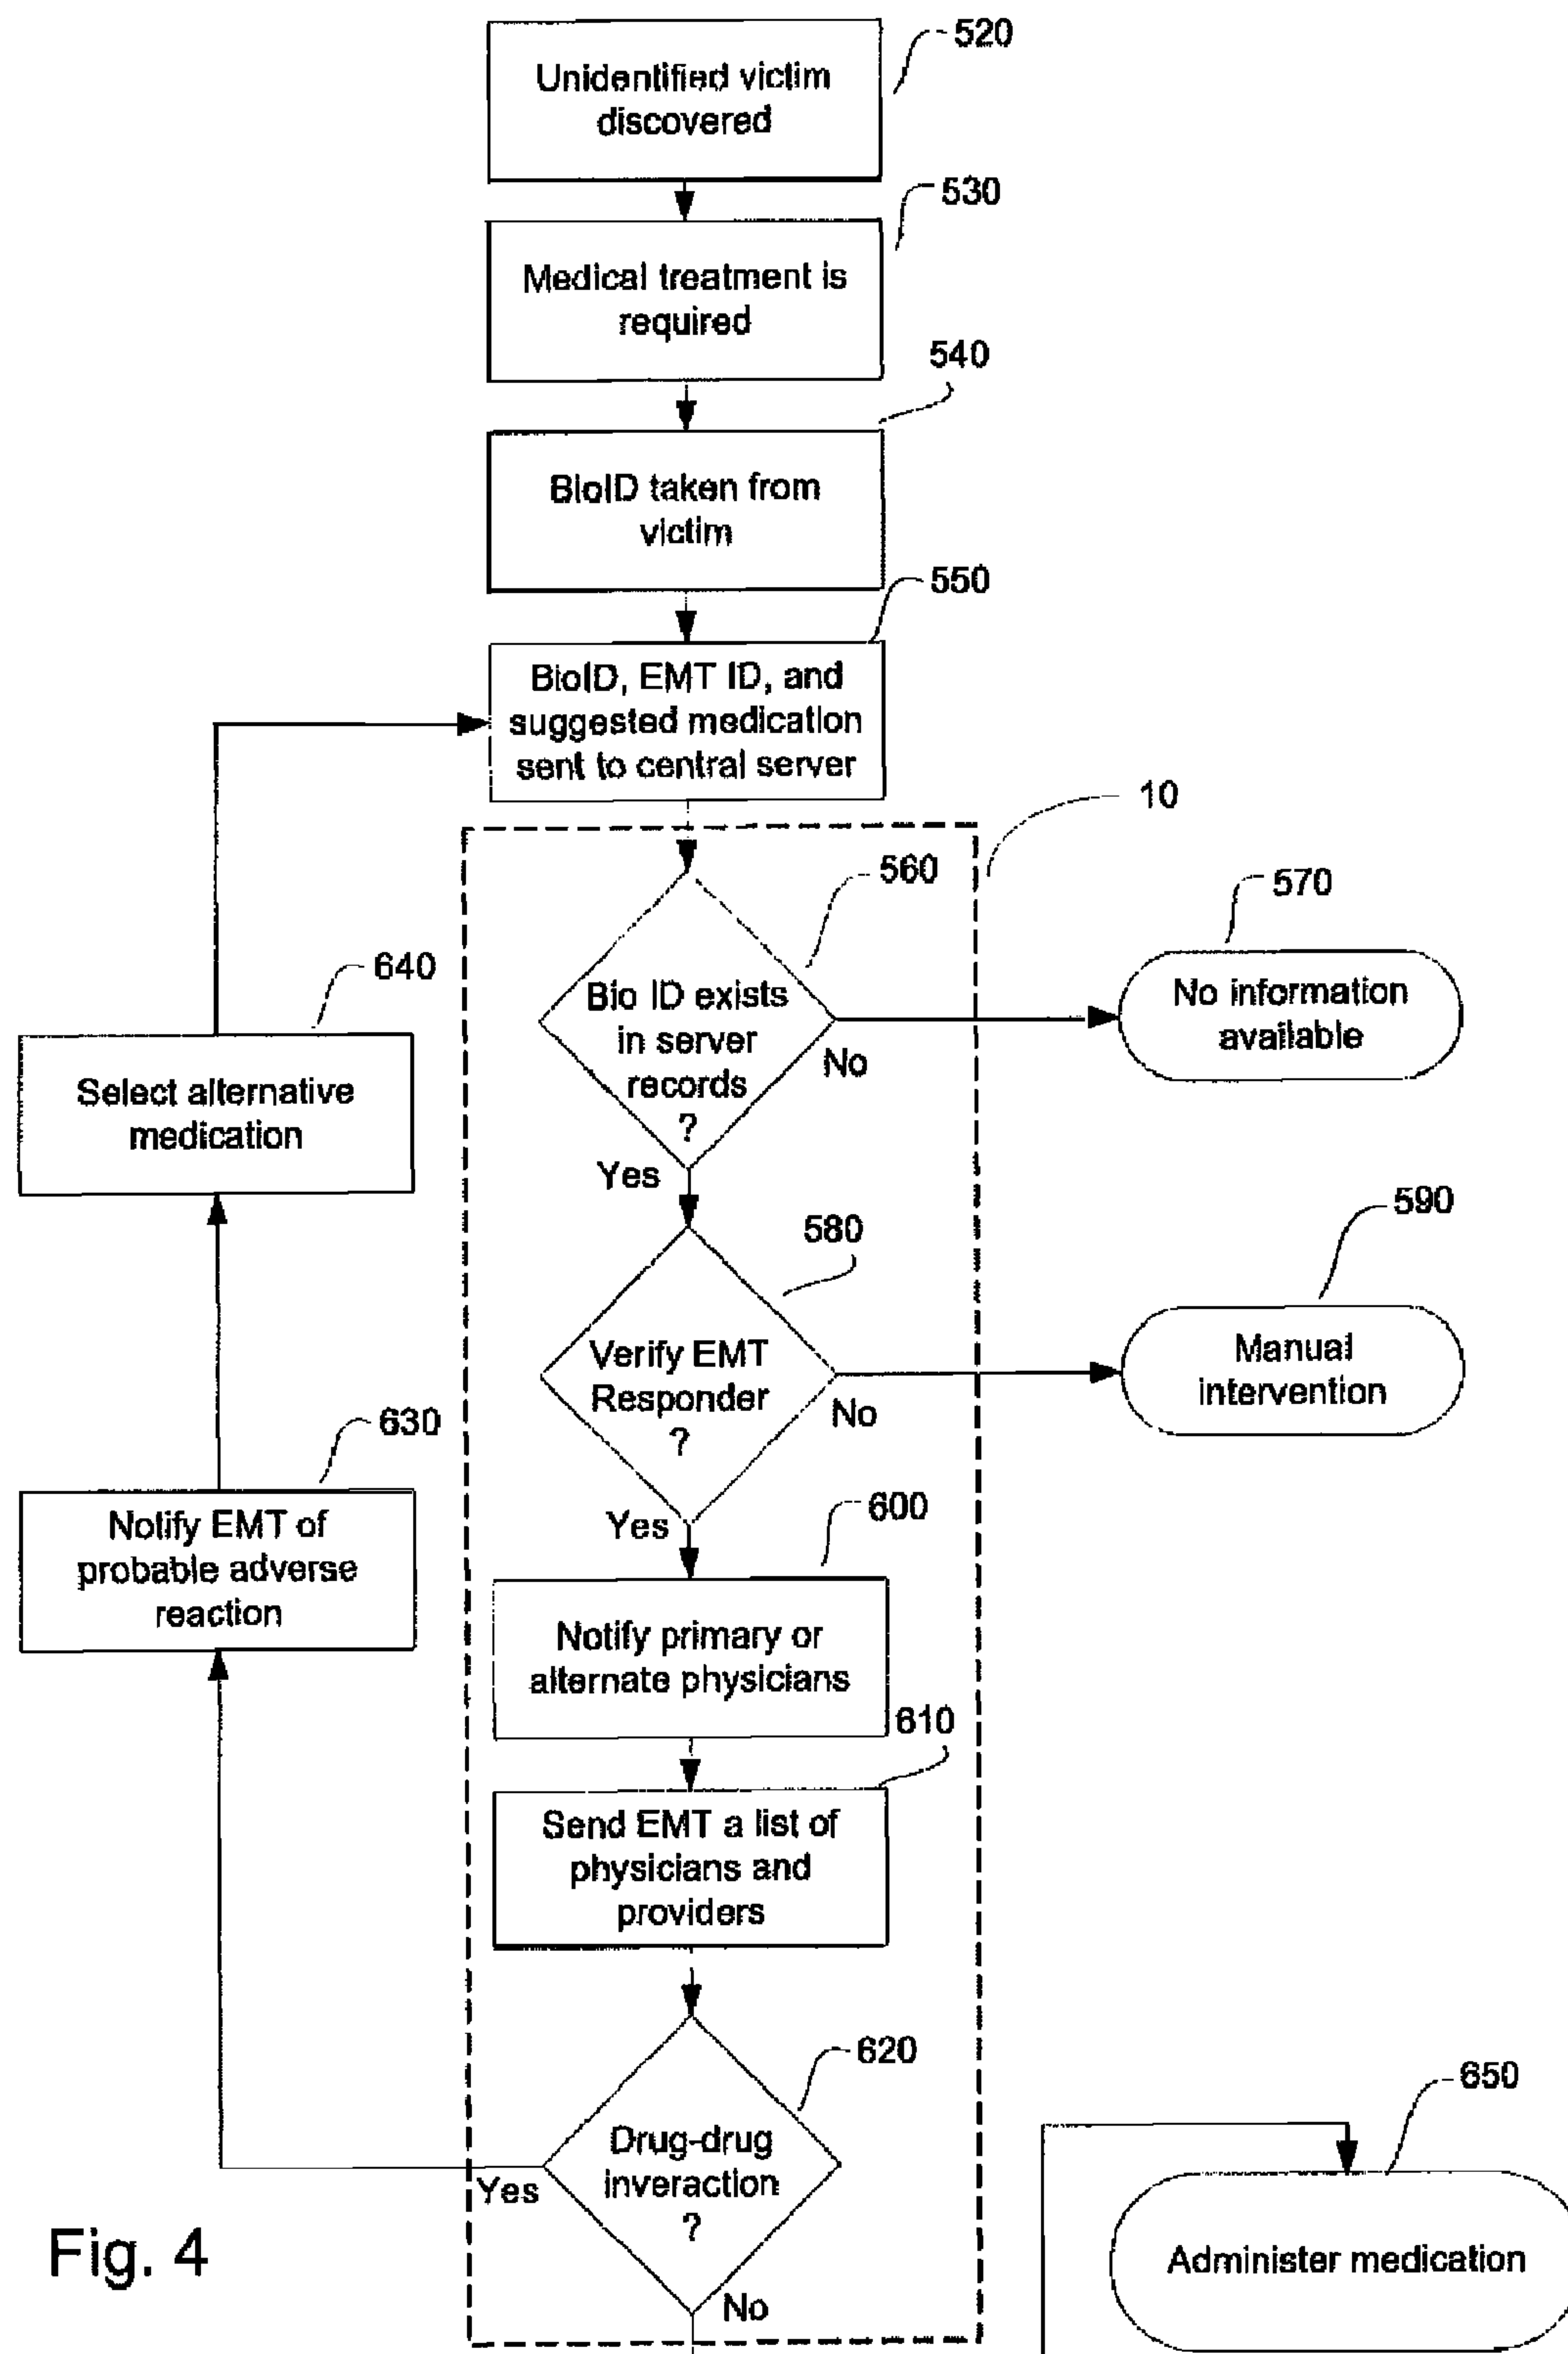 520
Unidentified victim
discovered
530
Medical treatment is
required
540
BioID taken from
victim
550
BioID, EMT ID, and
suggested medication
sent to central server
10
560
Bio ID exists
in server
records
?
No
Yes
570
No information
available
640
Select alternative
medication
580
Verify EMT
Responder
?
No
Yes
590
Manual
intervention
630
Notify EMT of
probable adverse
reaction
600
Notify primary or
alternate physicians
610
Send EMT a list of
physicians and
providers
620
Drug-drug
inveraction
?
Yes
No
650
Administer medication
Fig. 4